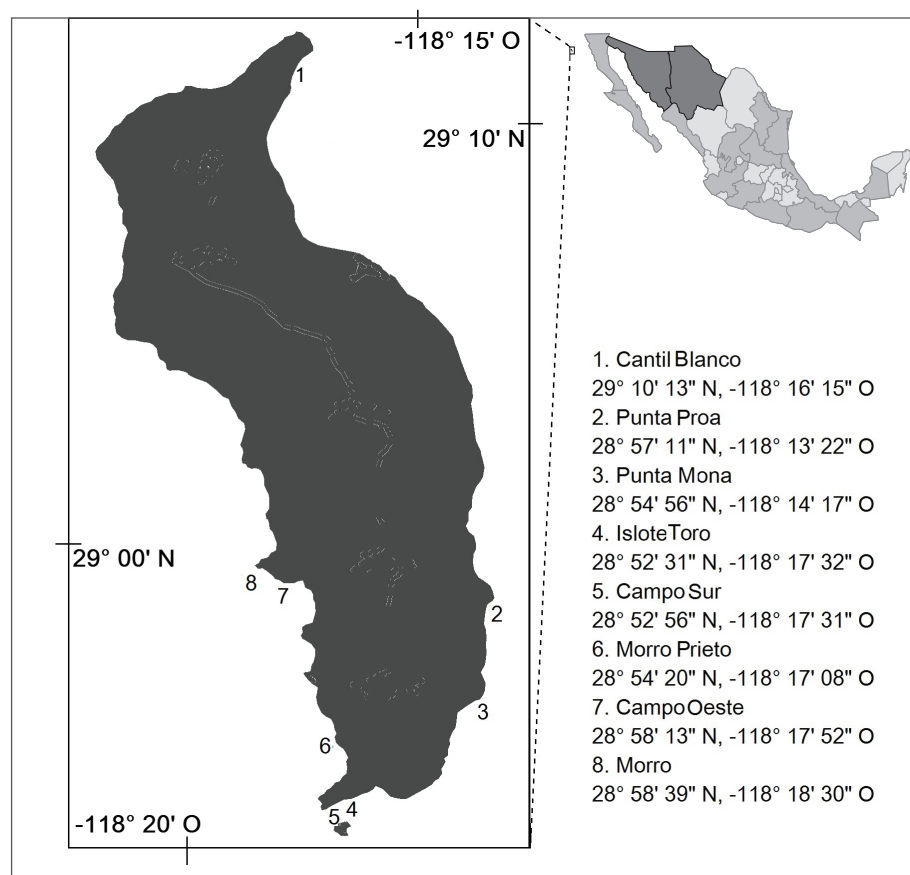 -118° 15' O
1
29° 10' N
29° 00' N
8
7
2
3
6
5 4
-118° 20' O
1. Cantil Blanco
29° 10' 13" N, -118° 16' 15" O
2. Punta Proa
28° 57' 11" N, -118° 13' 22" O
3. Punta Mona
28° 54' 56" N, -118° 14' 17" O
4. Islote Toro
28° 52' 31" N, -118° 17' 32" O
5. Campo Sur
28° 52' 56" N, -118° 17' 31" O
6. Morro Prieto
28° 54' 20" N, -118° 17' 08" O
7. Campo Oeste
28° 58' 13" N, -118° 17' 52" O
8. Morro
28° 58' 39" N, -118° 18' 30" O